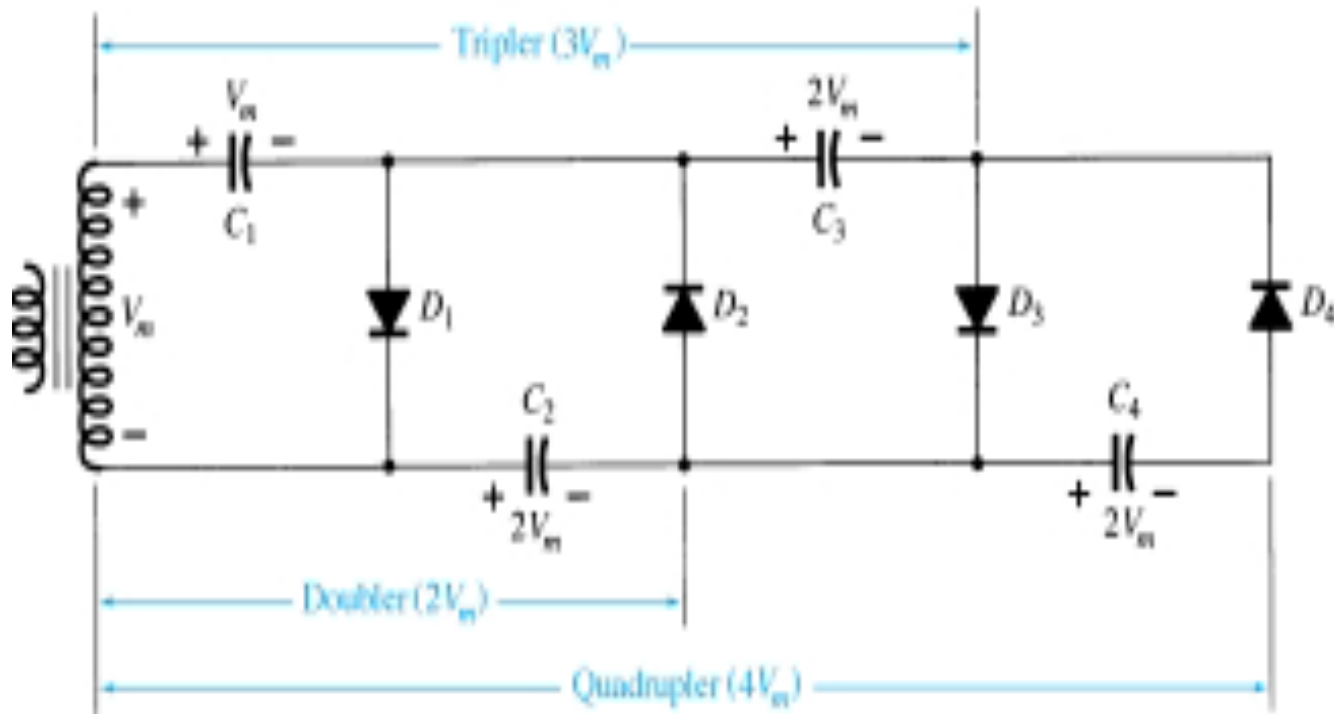 Tripler (3Vₘ)
Vₘ
+ −
C₁
2Vₘ
+ −
C₃
+
Vₘ
−
D₁
D₂
D₃
D₄
C₂
+ −
2Vₘ
C₄
+ −
2Vₘ
Doubler (2Vₘ)
Quadrupler (4Vₘ)